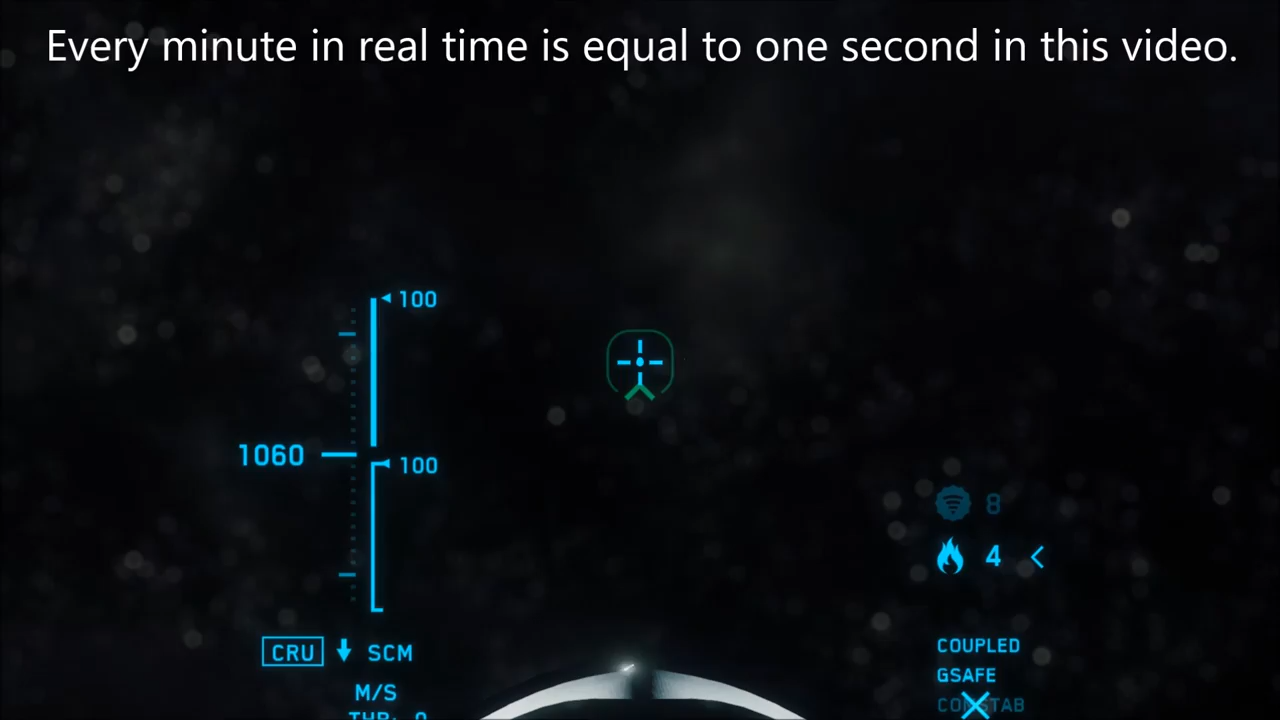 Every minute in real time is equal to one second in this video.
100
1060
100
8
4
CRU SCM
M/S
COUPLED
GSAFE